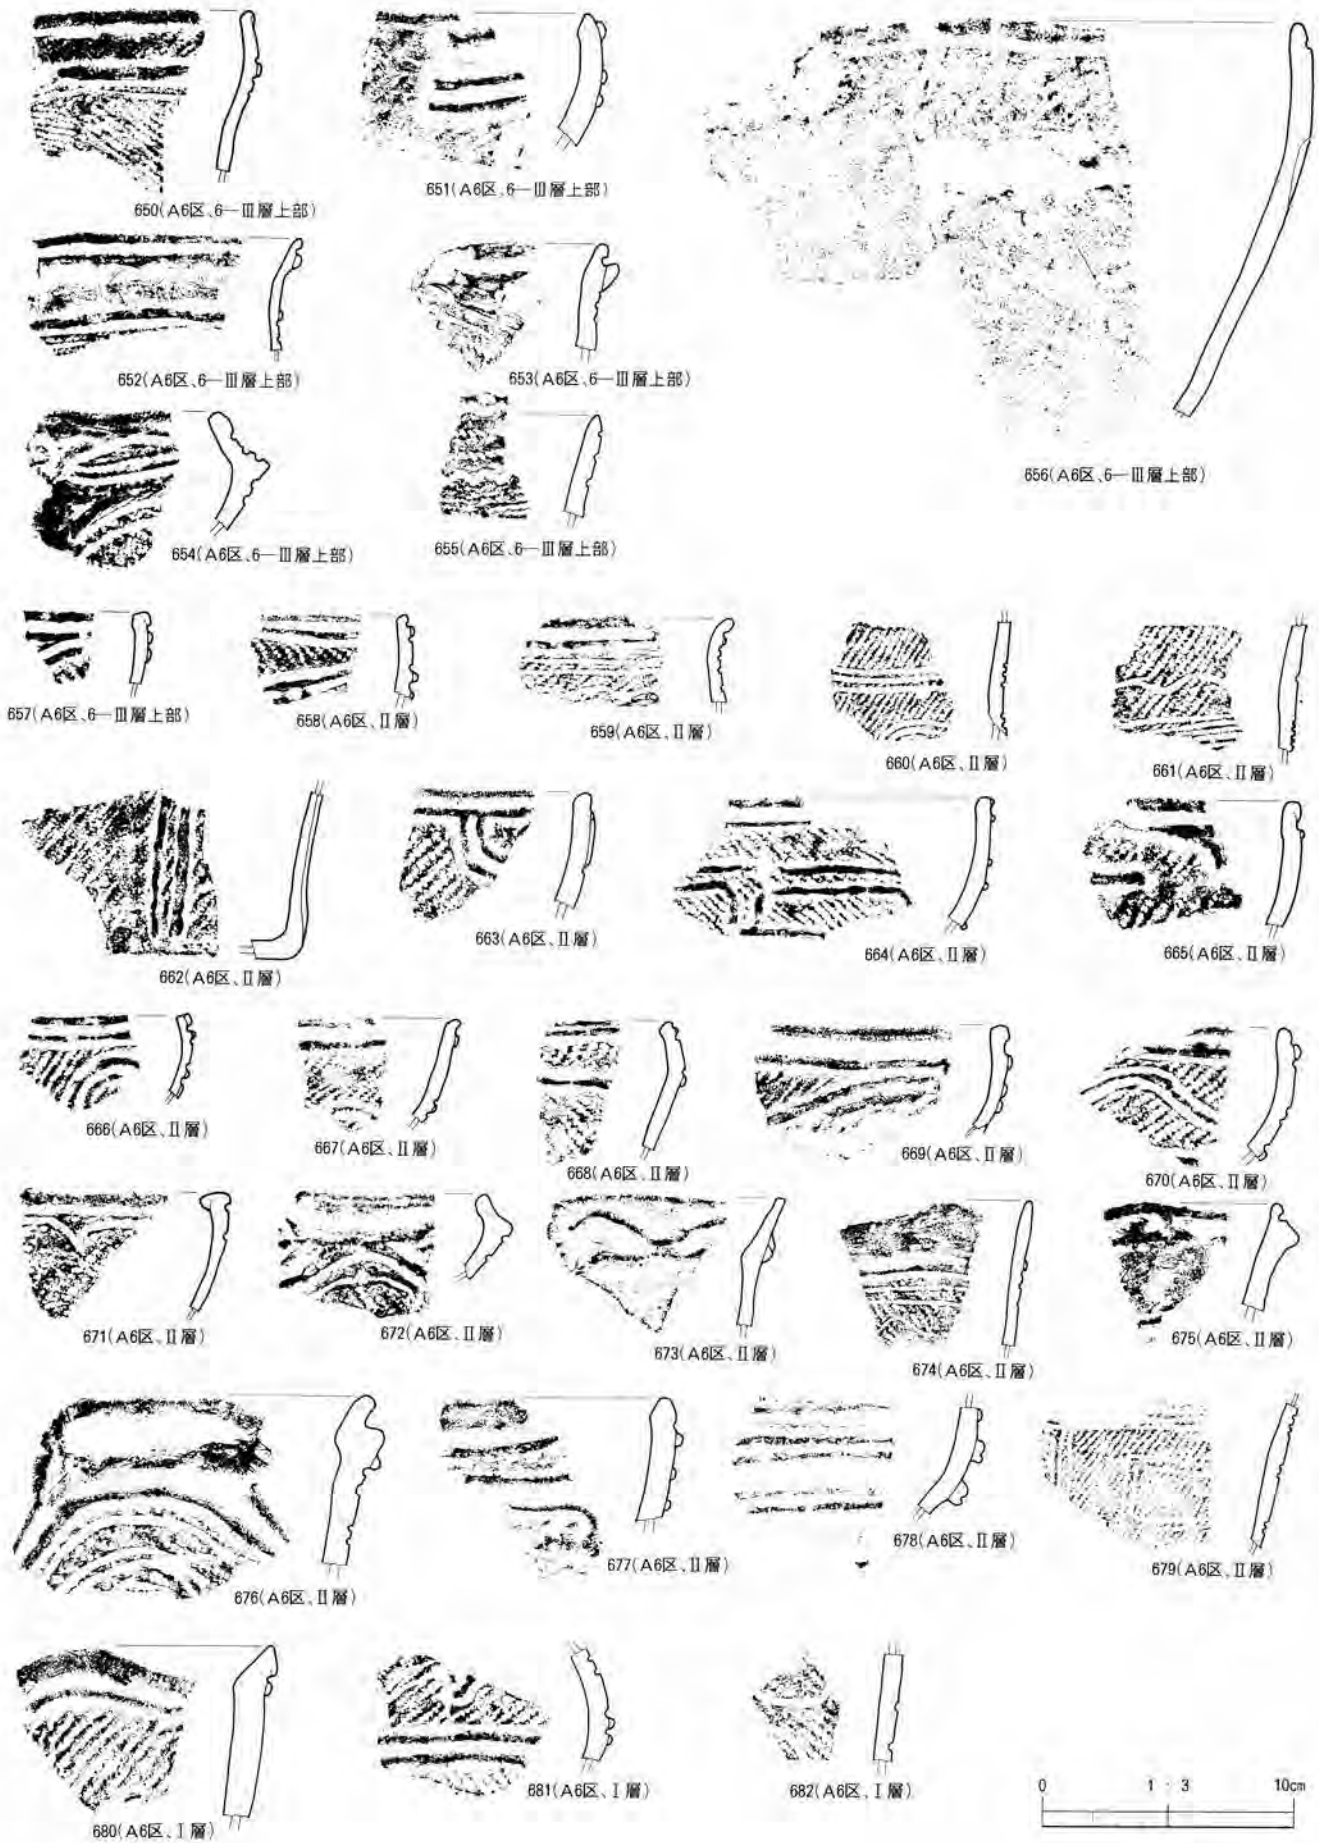 650(A6区、6—Ⅲ層上部)
651(A6区、6—Ⅲ層上部)
652(A6区、6—Ⅲ層上部)
653(A6区、6—Ⅲ層上部)
654(A6区、6—Ⅲ層上部)
655(A6区、6—Ⅲ層上部)
656(A6区、6—Ⅲ層上部)
657(A6区、6—Ⅲ層上部)
658(A6区、Ⅱ層)
659(A6区、Ⅱ層)
660(A6区、Ⅱ層)
661(A6区、Ⅱ層)
662(A6区、Ⅱ層)
663(A6区、Ⅱ層)
664(A6区、Ⅱ層)
665(A6区、Ⅱ層)
666(A6区、Ⅱ層)
667(A6区、Ⅱ層)
668(A6区、Ⅱ層)
669(A6区、Ⅱ層)
670(A6区、Ⅱ層)
671(A6区、Ⅱ層)
672(A6区、Ⅱ層)
673(A6区、Ⅱ層)
674(A6区、Ⅱ層)
675(A6区、Ⅱ層)
676(A6区、Ⅱ層)
677(A6区、Ⅱ層)
678(A6区、Ⅱ層)
679(A6区、Ⅱ層)
680(A6区、Ⅰ層)
681(A6区、Ⅰ層)
682(A6区、Ⅰ層)
0 1:3 10cm